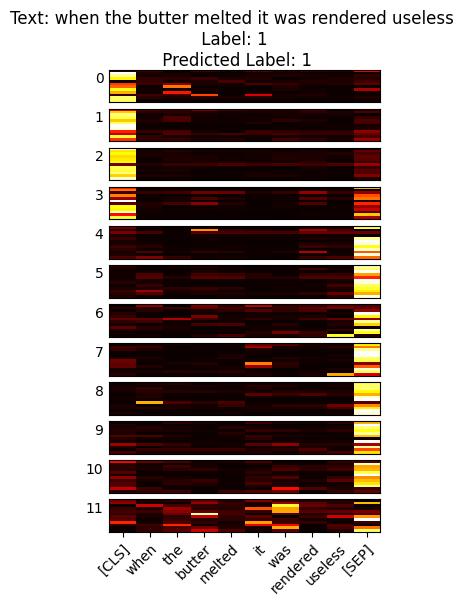 Text: when the butter melted it was rendered useless
Label: 1
Predicted Label: 1
0
1
2
3
4
5
6
7
8
9
10
11
[CLS]
when
the
butter
melted
it
was
rendered
useless
[SEP]